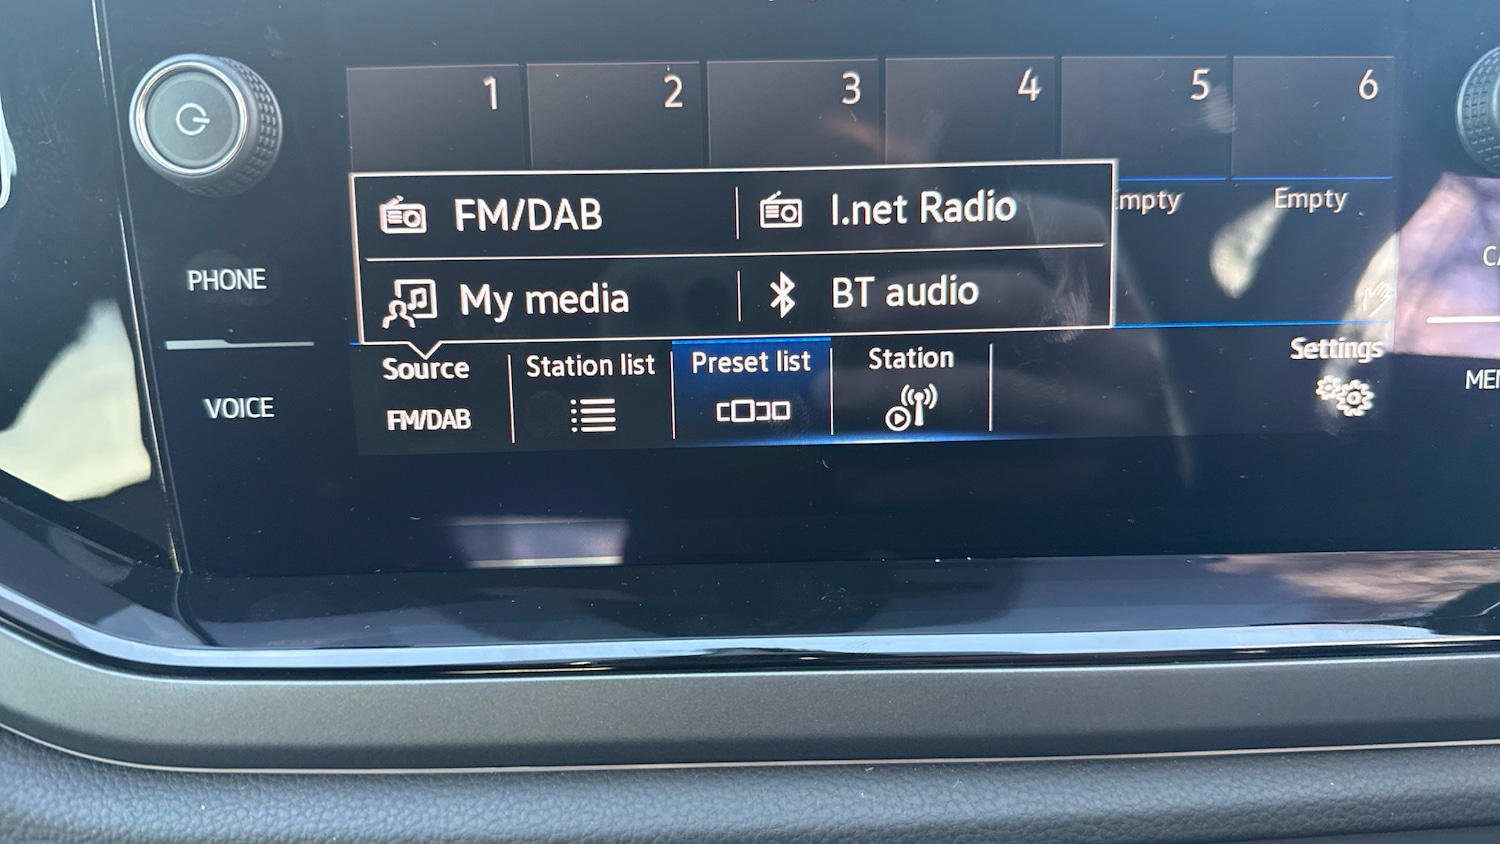 1 2 3 4 5 6
FM/DAB I.net Radio
Empty
PHONE
My media BT audio
Source Station list Preset list Station Settings
VOICE FM/DAB